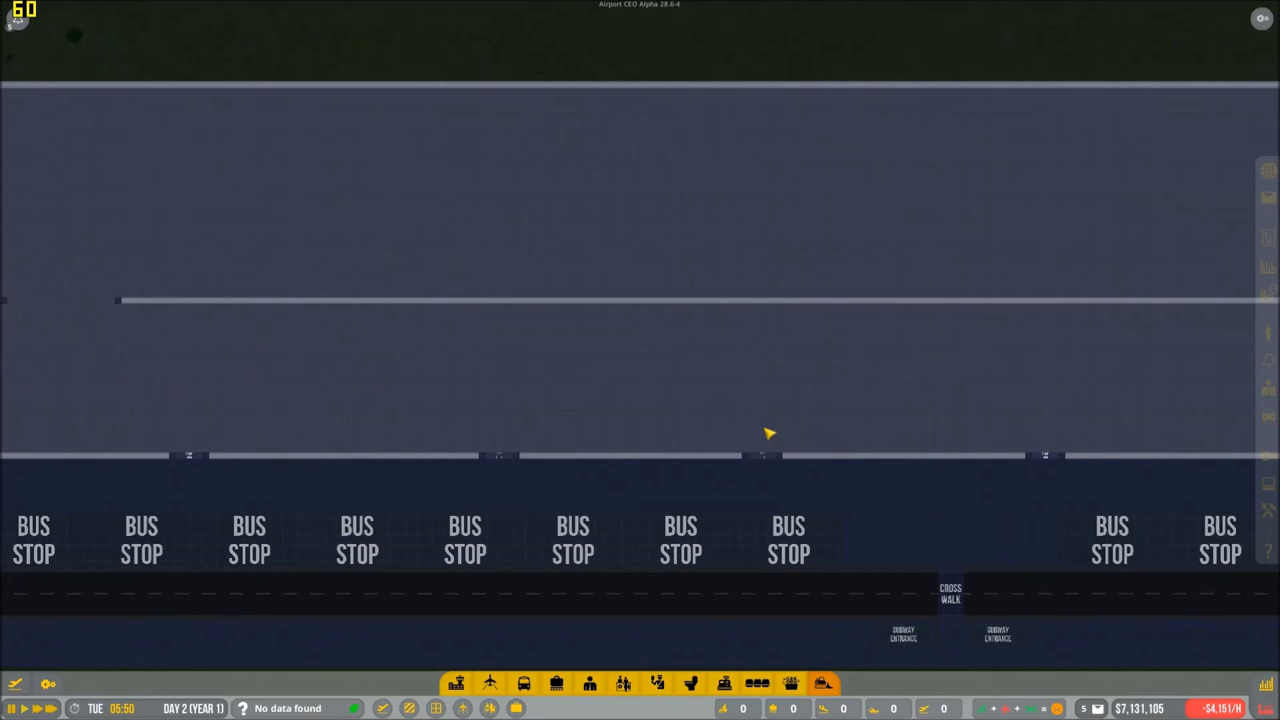 60
Airport CEO Alpha 28.6-4
5
BUS STOP BUS STOP BUS STOP BUS STOP BUS STOP BUS STOP BUS STOP BUS STOP BUS STOP BUS STOP
CROSS WALK
SUBWAY ENTRANCE SUBWAY ENTRANCE
TUE 05:50 DAY 2 (YEAR 1) ? No data found 0 0 0 0 0 5 $7,131,105 -$4,151/H